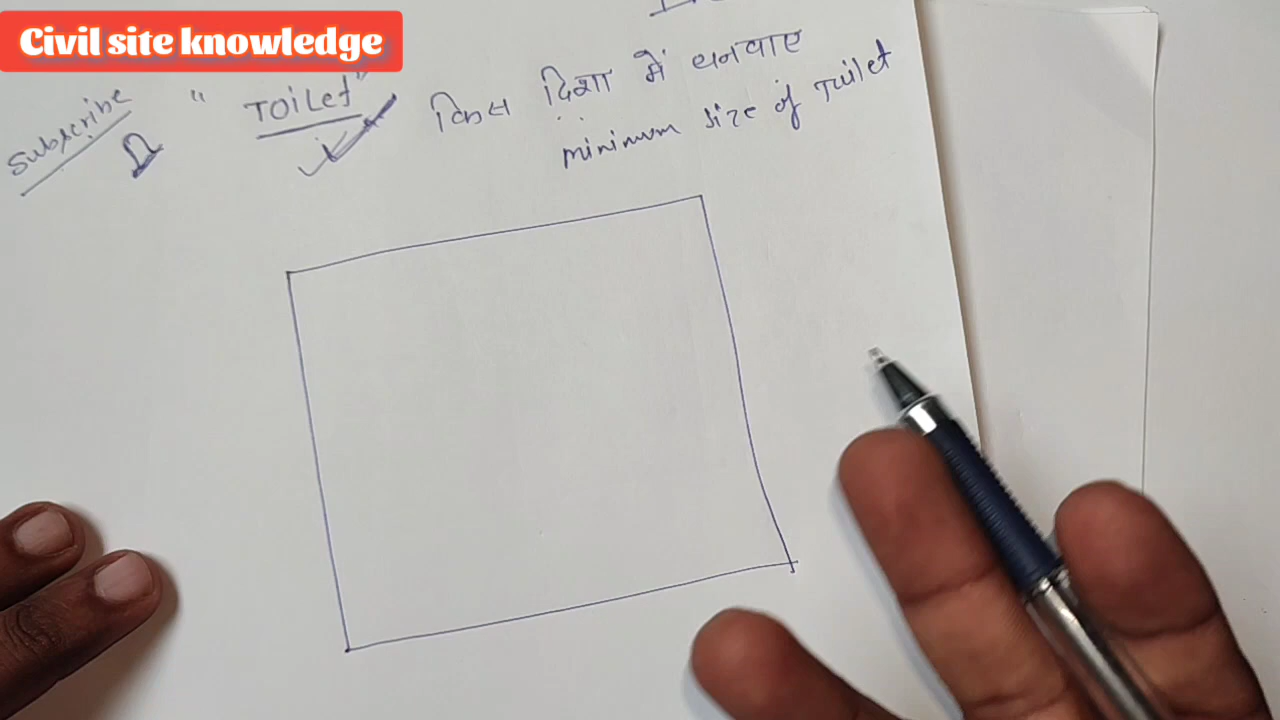 Civil site knowledge
Subscribe " TOiLet" किस दिशा में बनवाए
minimum size of Toilet